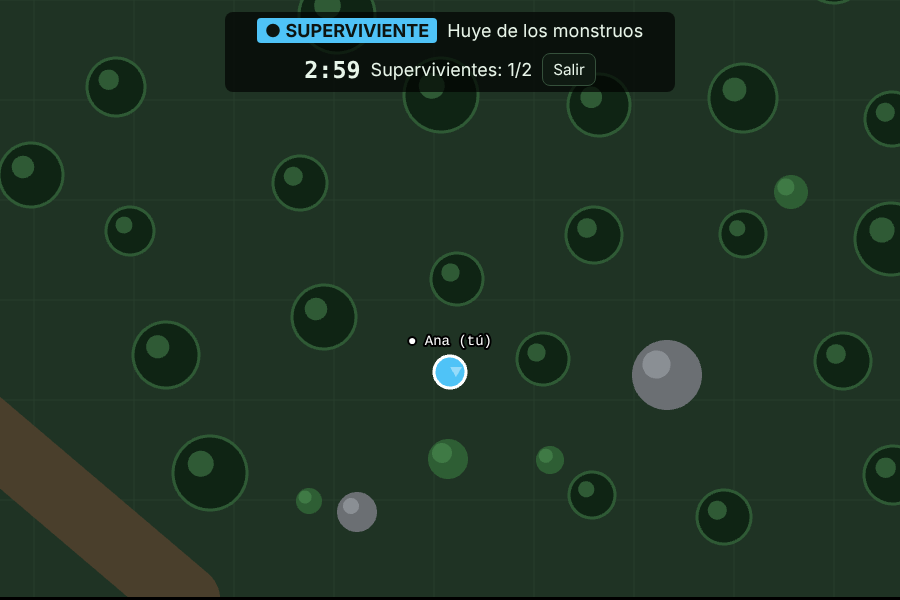 SUPERVIVIENTE Huye de los monstruos
2:59 Supervivientes: 1/2 Salir
Ana (tú)